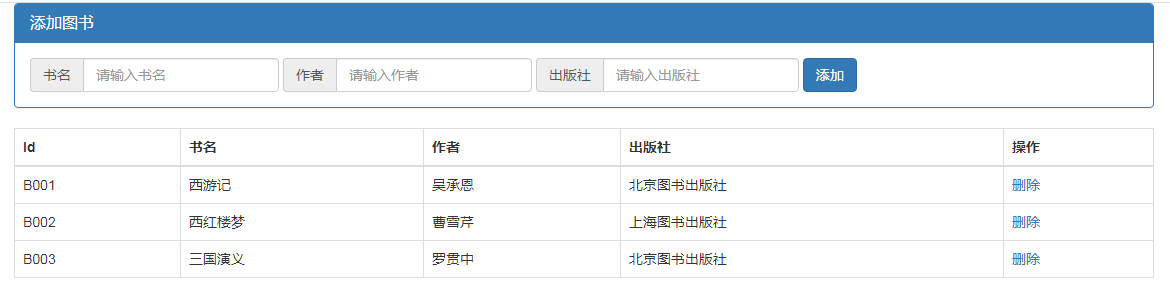 添加图书
书名 请输入书名 作者 请输入作者 出版社 请输入出版社 添加
Id 书名 作者 出版社 操作
B001 西游记 吴承恩 北京图书出版社 删除
B002 西红楼梦 曹雪芹 上海图书出版社 删除
B003 三国演义 罗贯中 北京图书出版社 删除